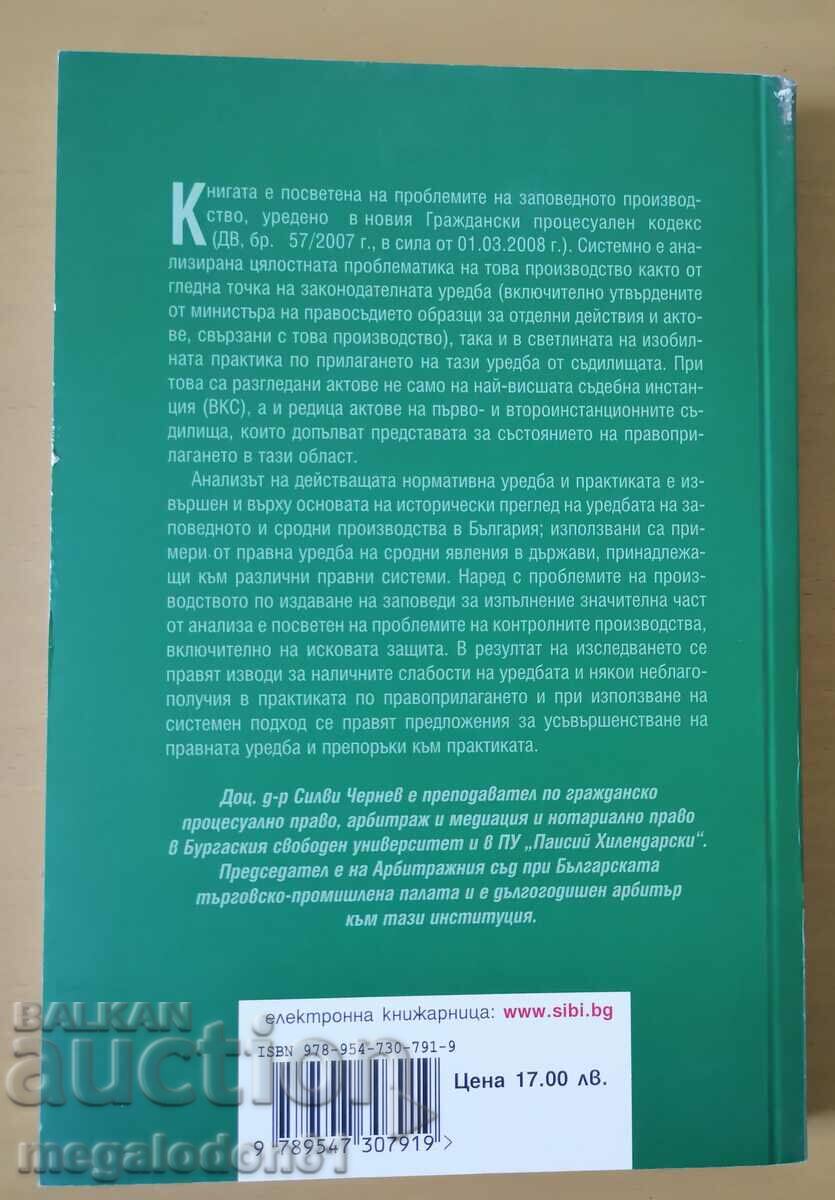 Книгата е посветена на проблемите на заповедното производ-
ство, уредено в новия Граждански процесуален кодекс
(ДВ, бр. 57/2007 г., в сила от 01.03.2008 г.). Системно е ана-
лизирана цялостната проблематика на това производство както от
гледна точка на законодателната уредба (включително утвърдените
от министъра на правосъдието образци за отделни действия и акто-
ве, свързани с това производство), така и в светлината на изобил-
ната практика по прилагането на тази уредба от съдилищата. При
това са разгледани актове не само на най-висшата съдебна инстан-
ция (ВКС), а и редица актове на първо- и второинстанционните съ-
дилища, които допълват представата за състоянието на правопри-
лагането в тази област.
Анализът на действащата нормативна уредба и практиката е из-
вършен и върху основата на исторически преглед на уредбата на за-
поведното и сродни производства в България; използвани са при-
мери от правна уредба на сродни явления в държави, принадлежа-
щи към различни правни системи. Наред с проблемите на произ-
водството по издаване на заповеди за изпълнение значителна част
от анализа е посветен на проблемите на контролните производства,
включително на исковата защита. В резултат на изследването се
правят изводи за наличните слабости на уредбата и някои неблаго-
получия в практиката по правоприлагането и при използване на
системен подход се правят предложения за усъвършенстване на
правната уредба и препоръки към практиката.
Доц. д-р Силви Чернев е преподавател по гражданско
процесуално право, арбитраж и медиация и нотариално право
в Бургаския свободен университет и в ПУ „Паисий Хилендарски“.
Председател е на Арбитражния съд при Българската
търговско-промишлена палата и е дългогодишен арбитър
към тази институция.
електронна книжарница: www.sibi.bg
ISBN 978-954-730-791-9
Цена 17.00 лв.
9 789547 307919 >
BALKAN
auction
megalodon81